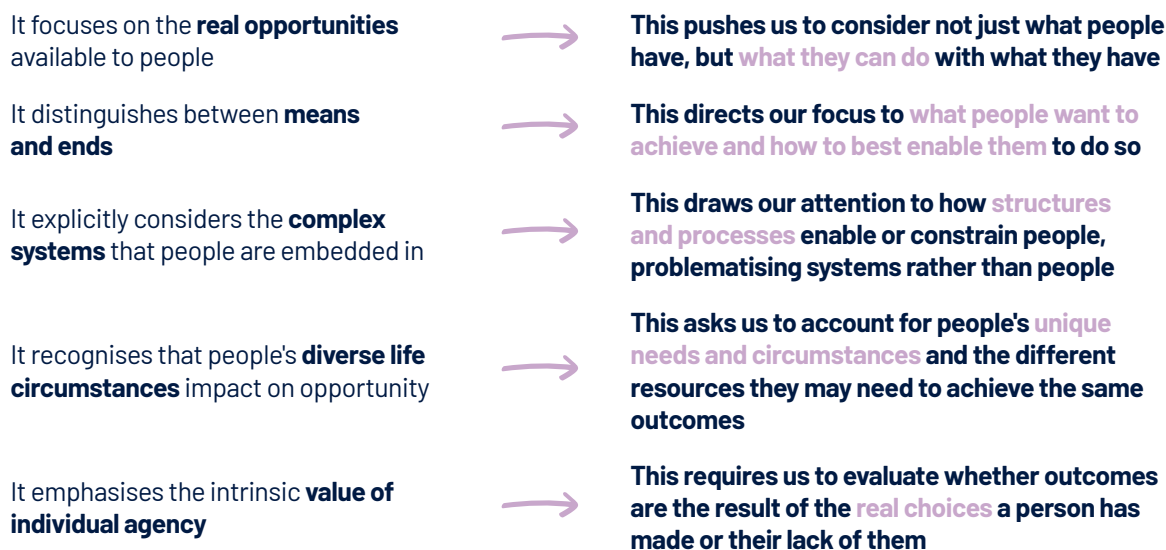 It focuses on the real opportunities
available to people
This pushes us to consider not just what people
have, but what they can do with what they have
It distinguishes between means
and ends
This directs our focus to what people want to
achieve and how to best enable them to do so
It explicitly considers the complex
systems that people are embedded in
This draws our attention to how structures
and processes enable or constrain people,
problematising systems rather than people
It recognises that people's diverse life
circumstances impact on opportunity
This asks us to account for people's unique
needs and circumstances and the different
resources they may need to achieve the same
outcomes
It emphasises the intrinsic value of
individual agency
This requires us to evaluate whether outcomes
are the result of the real choices a person has
made or their lack of them